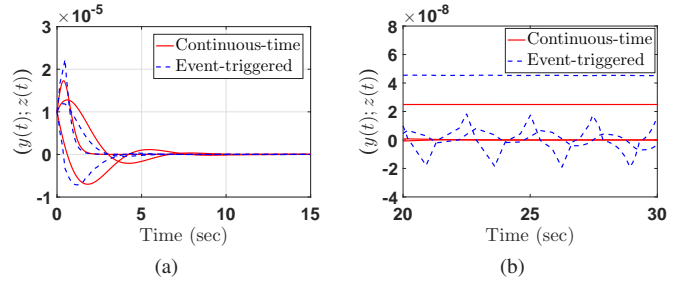 ×10⁻⁵
3
2
1
0
-1
(y(t); z(t))
Continuous-time
Event-triggered
0
5
10
15
Time (sec)
(a)
×10⁻⁸
8
6
4
2
0
-2
-4
(y(t); z(t))
Continuous-time
Event-triggered
20
25
30
Time (sec)
(b)